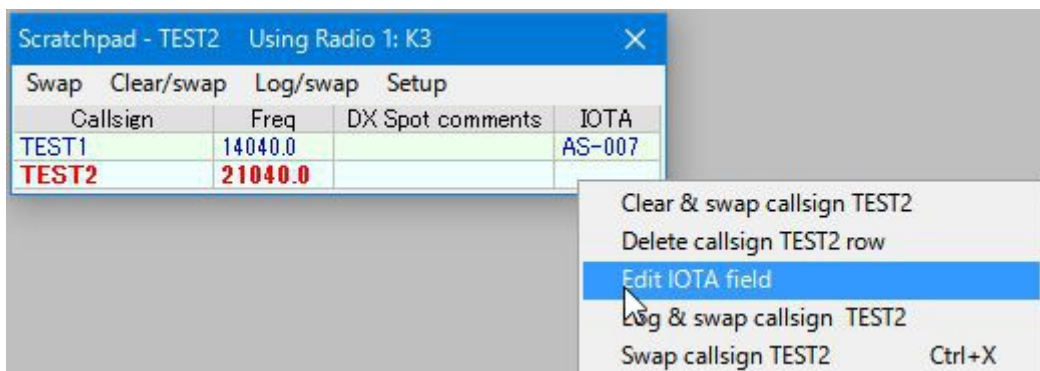 Scratchpad - TEST2 Using Radio 1: K3
Swap Clear/swap Log/swap Setup
Callsign Freq DX Spot comments IOTA
TEST1 14040.0 AS-007
TEST2 21040.0
Clear & swap callsign TEST2
Delete callsign TEST2 row
Edit IOTA field
Log & swap callsign TEST2
Swap callsign TEST2 Ctrl+X